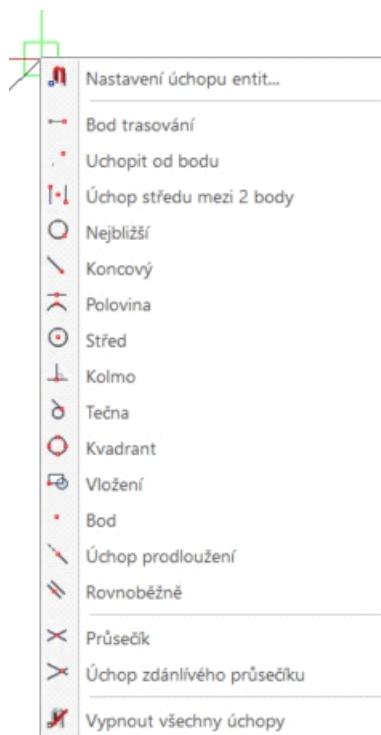 Nastavení úchopu entit...
Bod trasování
Uchopit od bodu
Úchop středu mezi 2 body
Nejbližší
Koncový
Polovina
Střed
Kolmo
Tečna
Kvadrant
Vložení
Bod
Úchop prodloužení
Rovnoběžně
Průsečík
Úchop zdánlívého průsečíku
Vypnout všechny úchopy